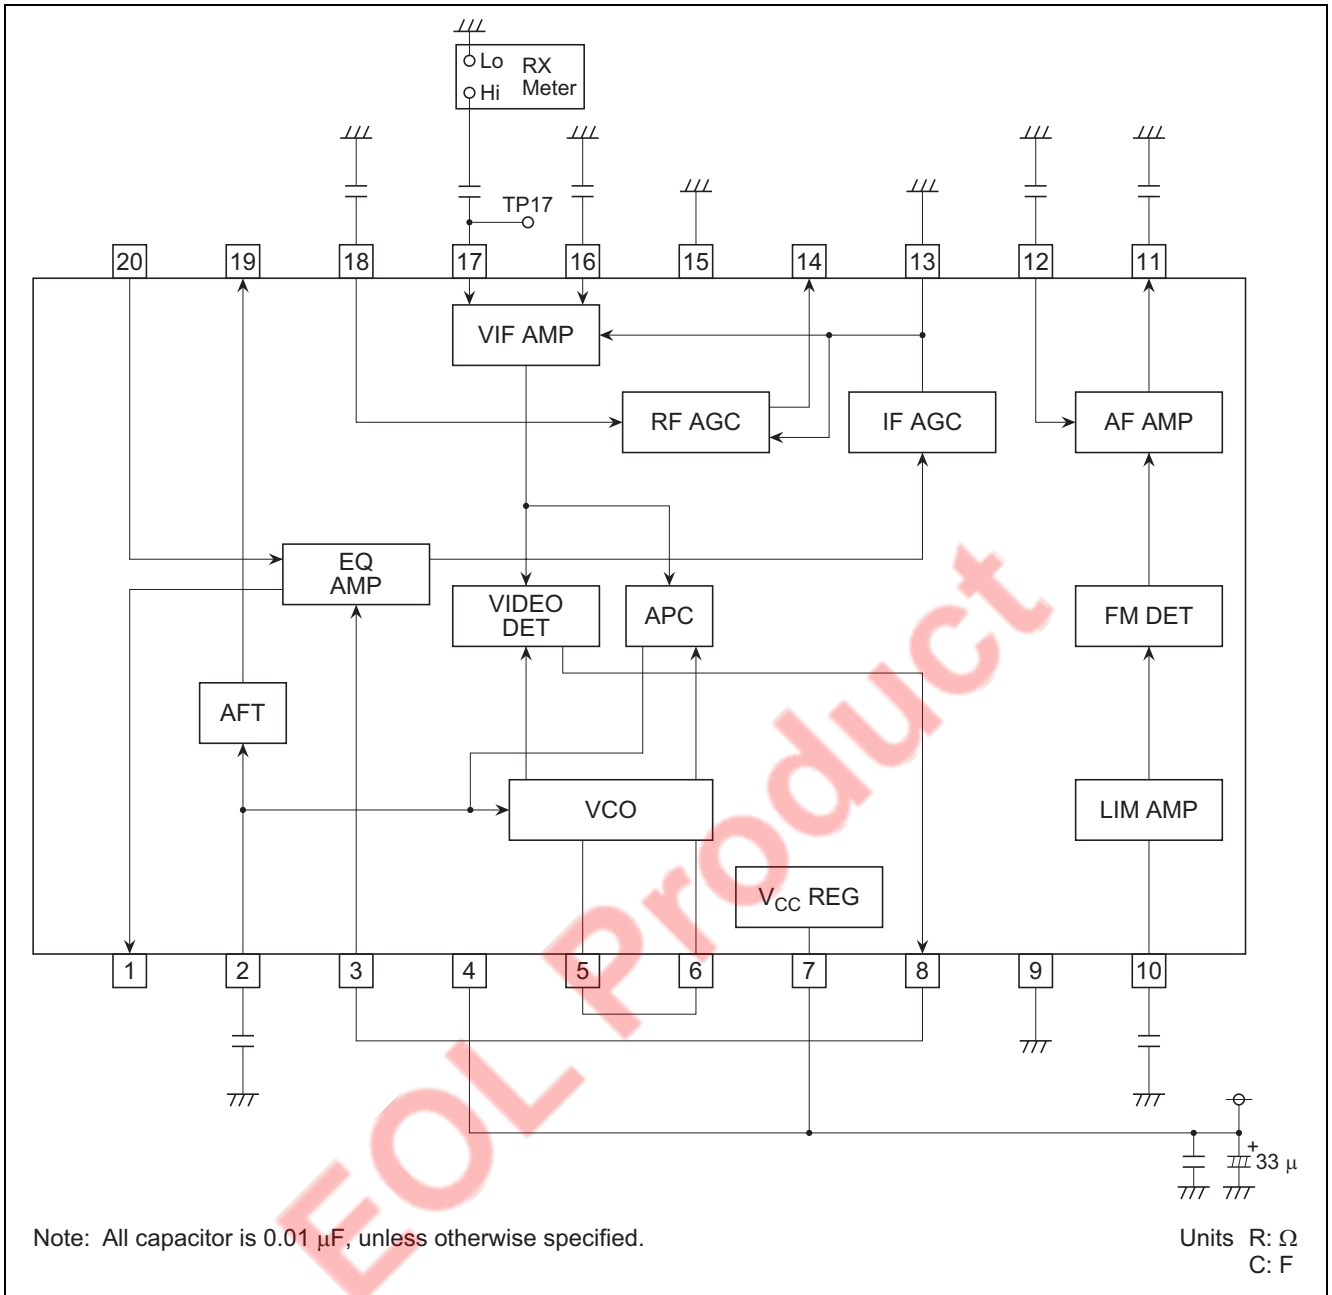 Lo
RX
Meter
Hi
TP17
20
19
18
17
16
15
14
13
12
11
VIF AMP
RF AGC
IF AGC
AF AMP
EQ
AMP
VIDEO
DET
APC
FM DET
AFT
VCO
LIM AMP
VCC REG
1
2
3
4
5
6
7
8
9
10
+
33 μ
EOL Product
Note: All capacitor is 0.01 μF, unless otherwise specified.
Units R: Ω
C: F